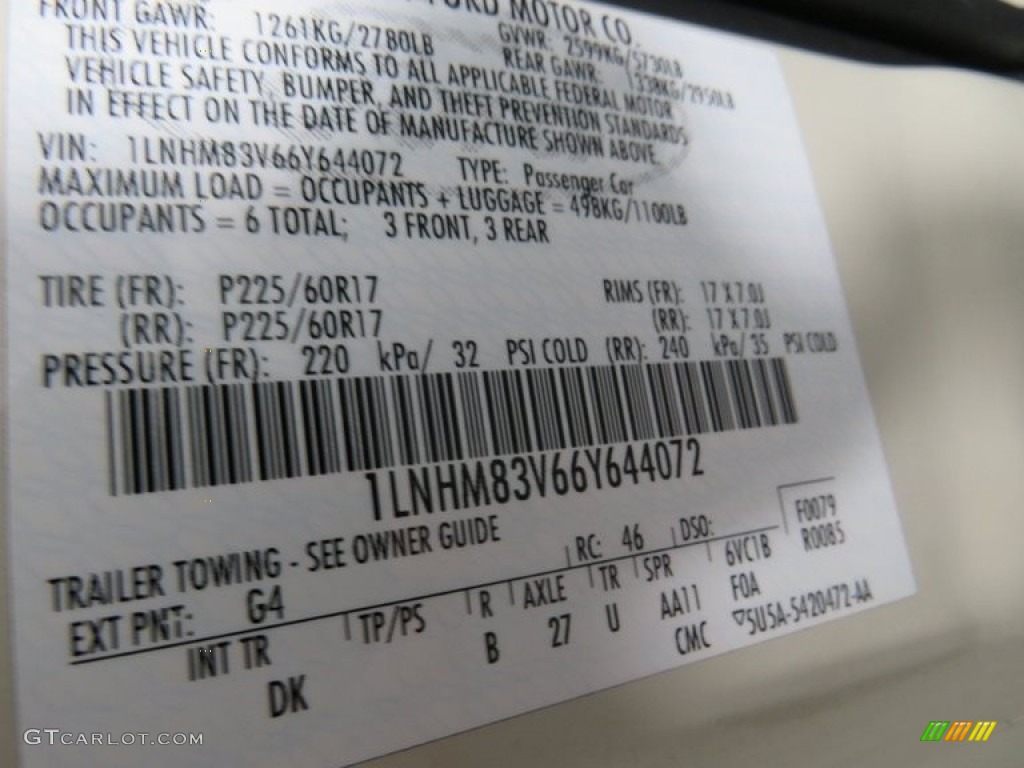 FORD MOTOR CO.
FRONT GAWR: 1261KG/2780LB GVWR: 2599KG/5730LB
REAR GAWR: 1338KG/2950LB
THIS VEHICLE CONFORMS TO ALL APPLICABLE FEDERAL MOTOR
VEHICLE SAFETY, BUMPER, AND THEFT PREVENTION STANDARDS
IN EFFECT ON THE DATE OF MANUFACTURE SHOWN ABOVE
VIN: 1LNHM83V66Y644072 TYPE: Passenger Car
MAXIMUM LOAD = OCCUPANTS + LUGGAGE = 498KG/1100LB
OCCUPANTS = 6 TOTAL; 3 FRONT, 3 REAR
TIRE (FR): P225/60R17 RIMS (FR): 17 X 7.0J
(RR): P225/60R17 (RR): 17 X 7.0J
PRESSURE (FR): 220 kPa/ 32 PSI COLD (RR): 240 kPa/ 35 PSI COLD
1LNHM83V66Y644072
TRAILER TOWING - SEE OWNER GUIDE
F0079
EXT PNT: G4 RC: 46 DSO: R0085
INT TR TP/PS R AXLE TR SPR 6VC1B
DK B 27 U AA11 F0A
CMC ▽5U5A-5420472-AA
GTCARLOT.COM